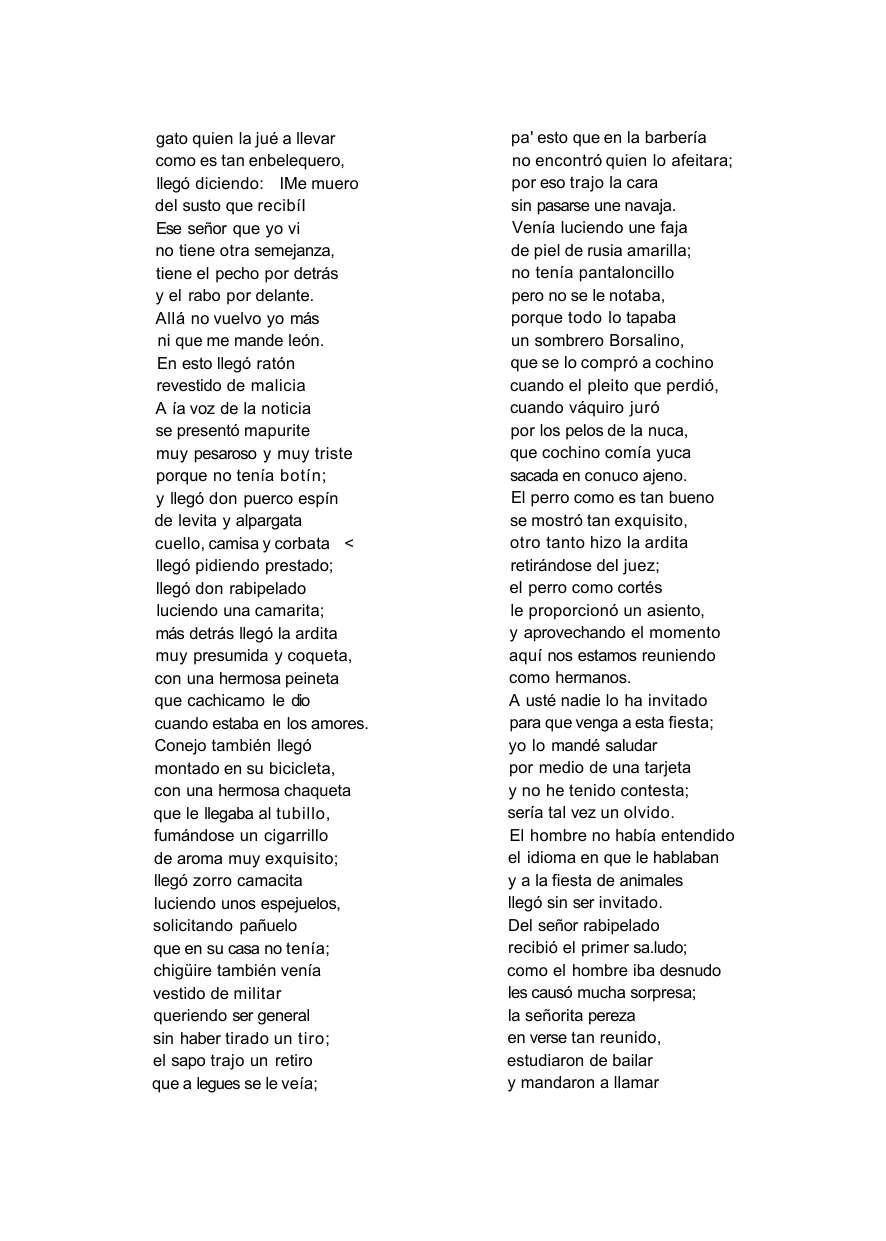 gato quien la jué a llevar
como es tan enbelequero,
llegó diciendo: IMe muero
del susto que recibíl
Ese señor que yo vi
no tiene otra semejanza,
tiene el pecho por detrás
y el rabo por delante.
Allá no vuelvo yo más
ni que me mande león.
En esto llegó ratón
revestido de malicia
A ía voz de la noticia
se presentó mapurite
muy pesaroso y muy triste
porque no tenía botín;
y llegó don puerco espín
de levita y alpargata
cuello, camisa y corbata <
llegó pidiendo prestado;
llegó don rabipelado
luciendo una camarita;
más detrás llegó la ardita
muy presumida y coqueta,
con una hermosa peineta
que cachicamo le dio
cuando estaba en los amores.
Conejo también llegó
montado en su bicicleta,
con una hermosa chaqueta
que le llegaba al tubillo,
fumándose un cigarrillo
de aroma muy exquisito;
llegó zorro camacita
luciendo unos espejuelos,
solicitando pañuelo
que en su casa no tenía;
chigüire también venía
vestido de militar
queriendo ser general
sin haber tirado un tiro;
el sapo trajo un retiro
que a legues se le veía;
pa' esto que en la barbería
no encontró quien lo afeitara;
por eso trajo la cara
sin pasarse une navaja.
Venía luciendo une faja
de piel de rusia amarilla;
no tenía pantaloncillo
pero no se le notaba,
porque todo lo tapaba
un sombrero Borsalino,
que se lo compró a cochino
cuando el pleito que perdió,
cuando váquiro juró
por los pelos de la nuca,
que cochino comía yuca
sacada en conuco ajeno.
El perro como es tan bueno
se mostró tan exquisito,
otro tanto hizo la ardita
retirándose del juez;
el perro como cortés
le proporcionó un asiento,
y aprovechando el momento
aquí nos estamos reuniendo
como hermanos.
A usté nadie lo ha invitado
para que venga a esta fiesta;
yo lo mandé saludar
por medio de una tarjeta
y no he tenido contesta;
sería tal vez un olvido.
El hombre no había entendido
el idioma en que le hablaban
y a la fiesta de animales
llegó sin ser invitado.
Del señor rabipelado
recibió el primer sa.ludo;
como el hombre iba desnudo
les causó mucha sorpresa;
la señorita pereza
en verse tan reunido,
estudiaron de bailar
y mandaron a llamar